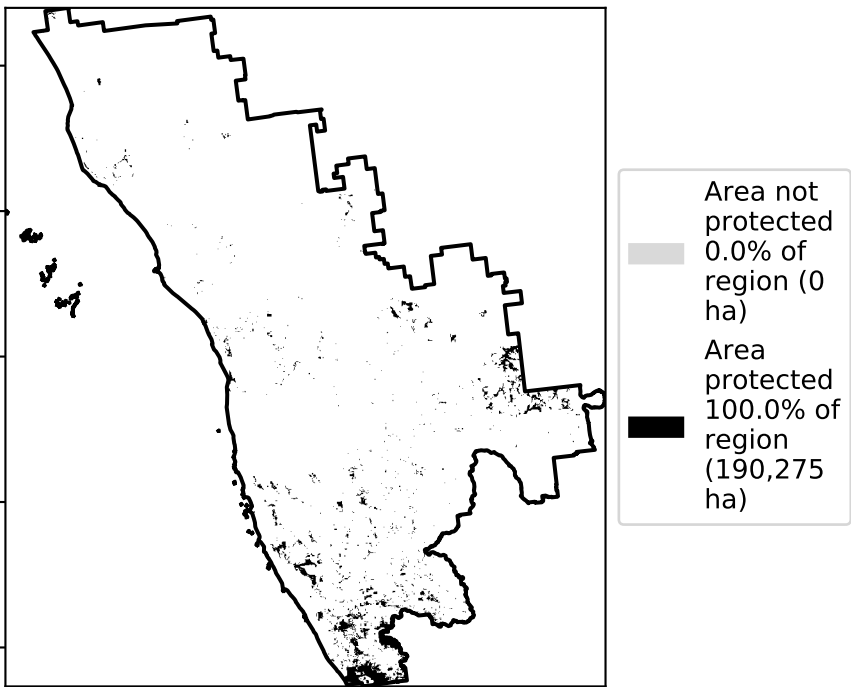 Area not
protected
0.0% of
region (0
ha)
Area
protected
100.0% of
region
(190,275
ha)